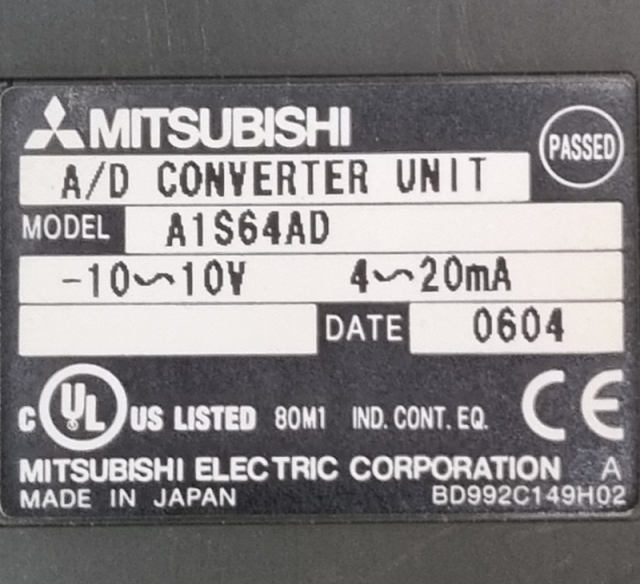 MITSUBISHI
PASSED
A/D CONVERTER UNIT
MODEL A1S64AD
-10~10V 4~20mA
DATE 0604
C UL US LISTED 80M1 IND. CONT. EQ. CE
MITSUBISHI ELECTRIC CORPORATION A
MADE IN JAPAN BD992C149H02